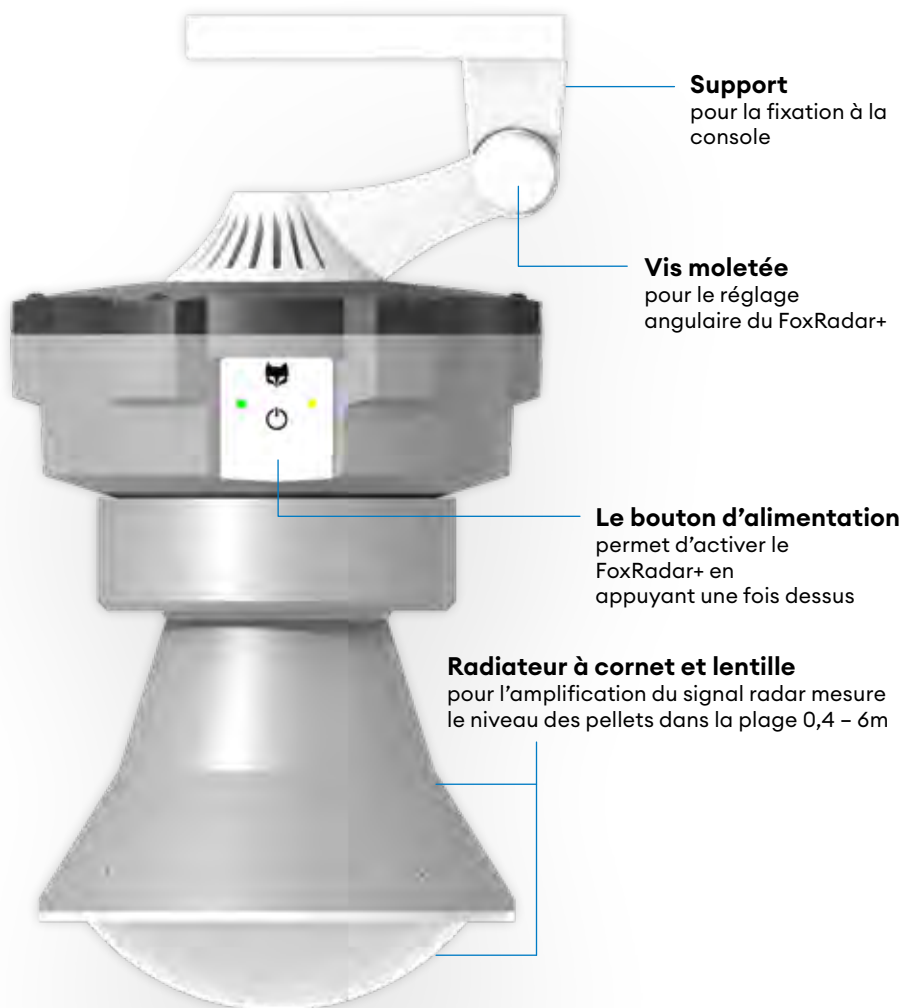 Support
pour la fixation à la
console
Vis moletée
pour le réglage
angulaire du FoxRadar+
Le bouton d’alimentation
permet d’activer le
FoxRadar+ en
appuyant une fois dessus
Radiateur à cornet et lentille
pour l’amplification du signal radar mesure
le niveau des pellets dans la plage 0,4 – 6m